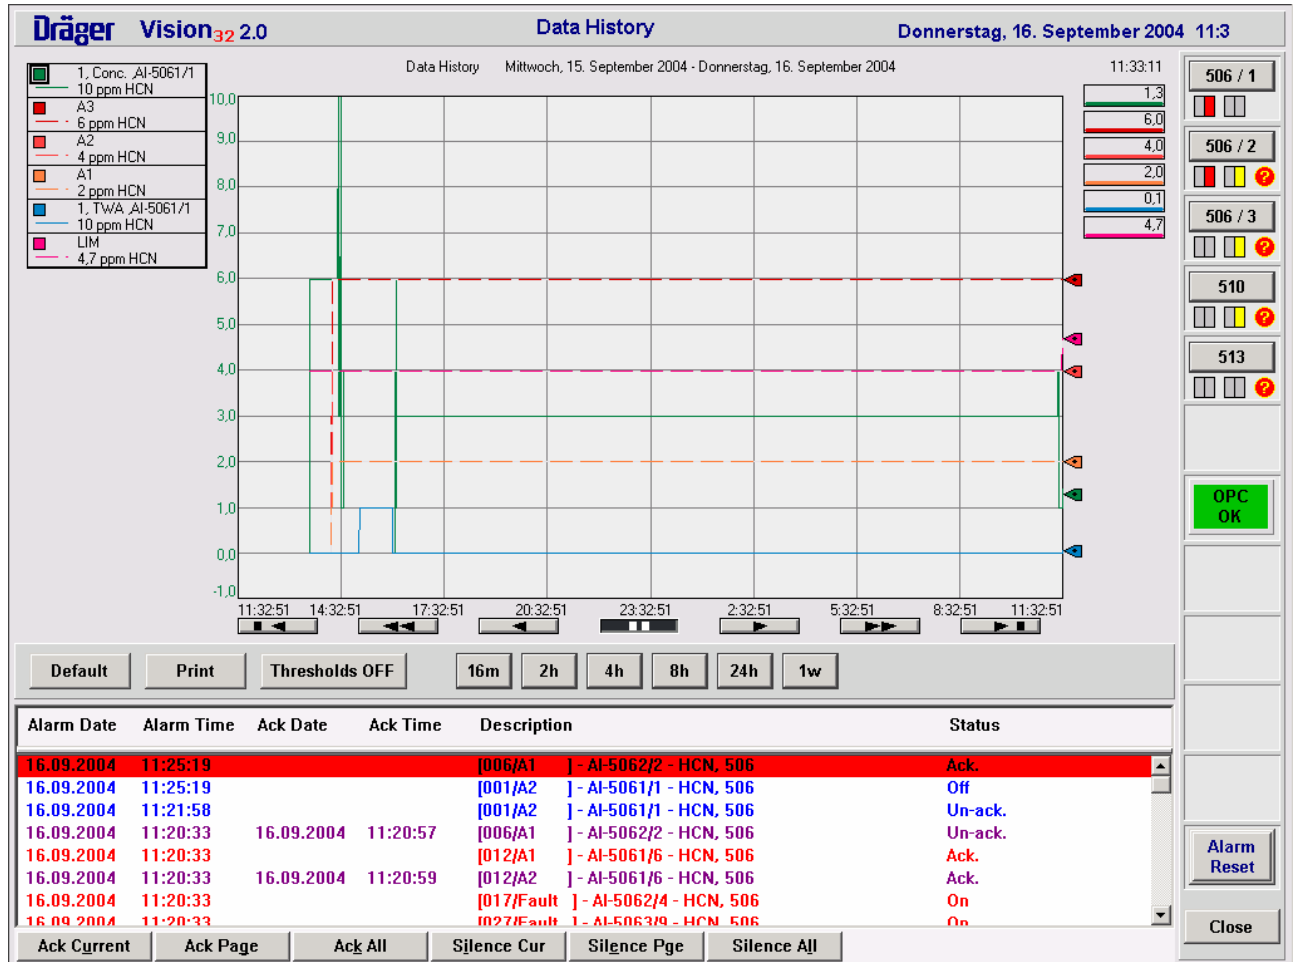 Dräger Vision32 2.0 Data History Donnerstag, 16. September 2004 11:3
Data History Mittwoch, 15. September 2004 - Donnerstag, 16. September 2004 11:33:11
1, Conc. ,AI-5061/1
10 ppm HCN
A3
6 ppm HCN
A2
4 ppm HCN
A1
2 ppm HCN
1, TWA ,AI-5061/1
10 ppm HCN
LIM
4,7 ppm HCN
10,0
9,0
8,0
7,0
6,0
5,0
4,0
3,0
2,0
1,0
0,0
-1,0
11:32:51 14:32:51 17:32:51 20:32:51 23:32:51 2:32:51 5:32:51 8:32:51 11:32:51
1,3
6,0
4,0
2,0
0,1
4,7
506 / 1
506 / 2
?
506 / 3
?
510
?
513
?
OPC
OK
Default Print Thresholds OFF 16m 2h 4h 8h 24h 1w
Alarm Date Alarm Time Ack Date Ack Time Description Status
16.09.2004 11:25:19 [006/A1 ] - AI-5062/2 - HCN, 506 Ack.
16.09.2004 11:25:19 [001/A2 ] - AI-5061/1 - HCN, 506 Off
16.09.2004 11:21:58 [001/A2 ] - AI-5061/1 - HCN, 506 Un-ack.
16.09.2004 11:20:33 16.09.2004 11:20:57 [006/A1 ] - AI-5062/2 - HCN, 506 Un-ack.
16.09.2004 11:20:33 [012/A1 ] - AI-5061/6 - HCN, 506 Ack.
16.09.2004 11:20:33 16.09.2004 11:20:59 [012/A2 ] - AI-5061/6 - HCN, 506 Ack.
16.09.2004 11:20:33 [017/Fault ] - AI-5062/4 - HCN, 506 On
16.09.2004 11:20:33 [027/Fault ] - AI-5063/9 - HCN, 506 On
Alarm
Reset
Close
Ack Current Ack Page Ack All Silence Cur Silence Pge Silence All